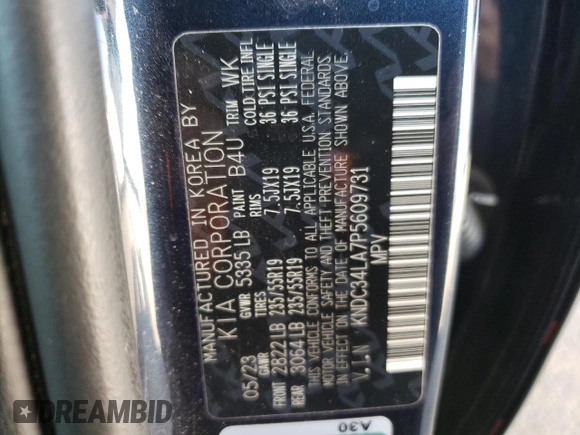 MANUFACTURED IN KOREA BY:
KIA CORPORATION
05/23 GVWR 5335 LB PAINT B4U TRIM WK
GAWR TIRES RIMS COLD TIRE INFL
FRONT 2822 LB 235/55R19 7.5JX19 36 PSI SINGLE
REAR 3064 LB 235/55R19 7.5JX19 36 PSI SINGLE
THIS VEHICLE CONFORMS TO ALL APPLICABLE U.S.A. FEDERAL
MOTOR VEHICLE SAFETY AND THEFT PREVENTION STANDARDS
IN EFFECT ON THE DATE OF MANUFACTURE SHOWN ABOVE.
V.I.N KNDC34LA7P5609731
MPV
A30
DREAMBID